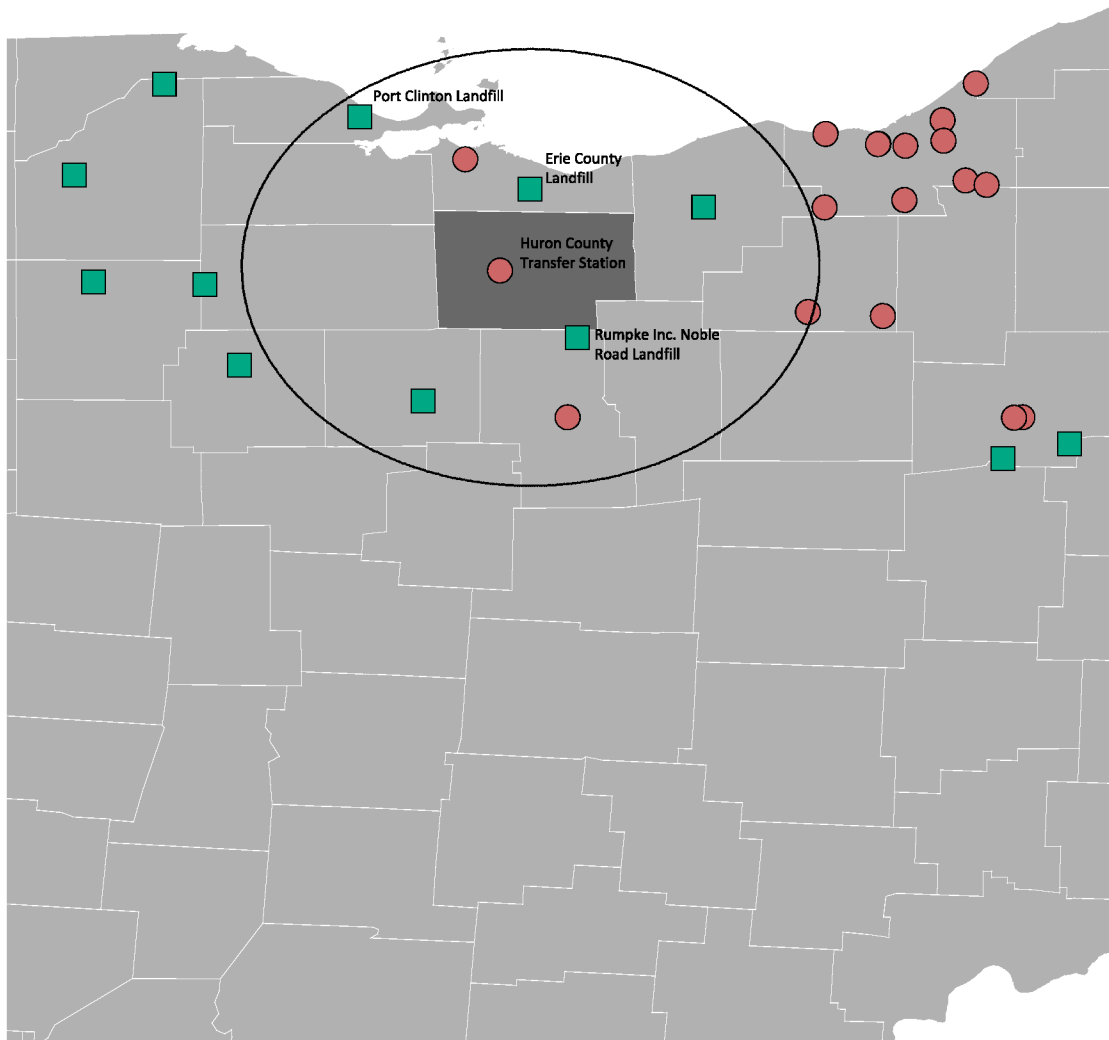 Port Clinton Landfill
Erie County
Landfill
Huron County
Transfer Station
Rumpke Inc. Noble
Road Landfill